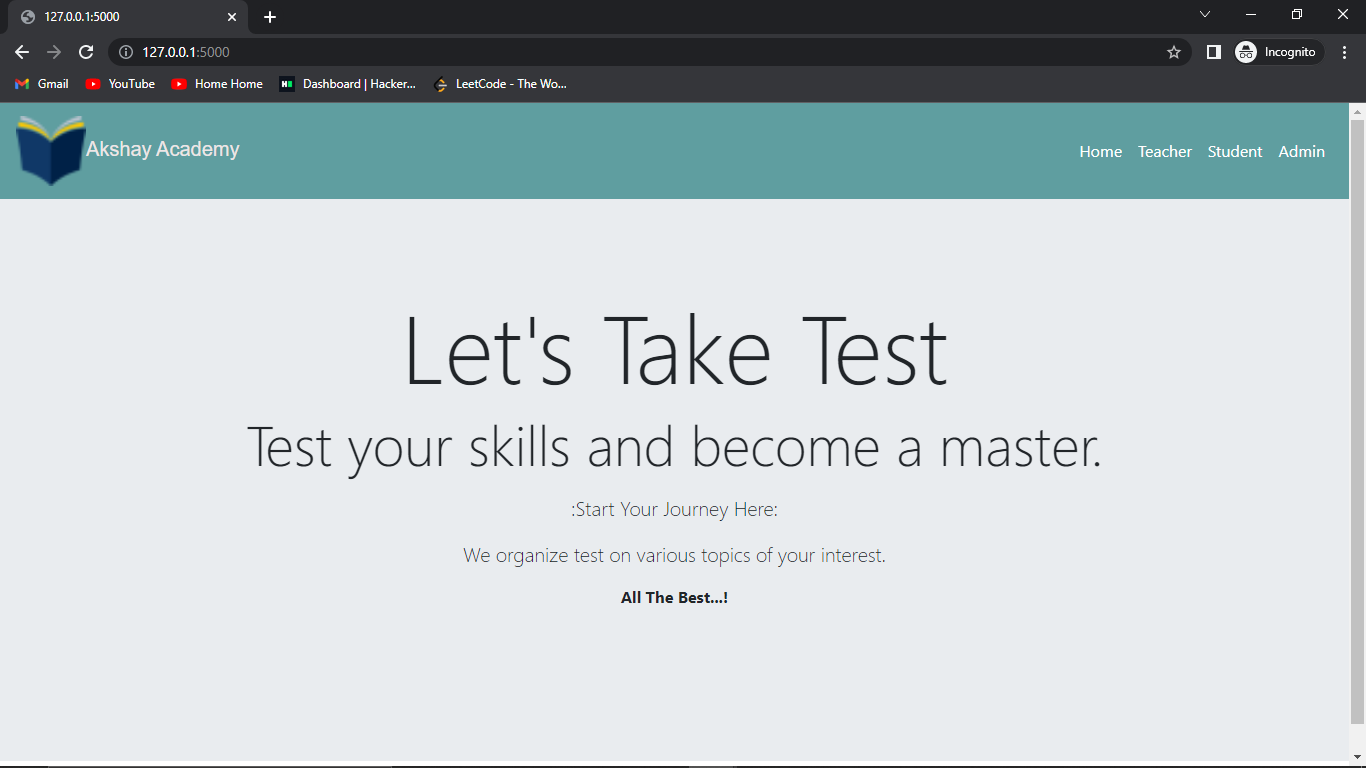 127.0.0.1:5000
127.0.0.1:5000
Incognito
Gmail YouTube Home Home Dashboard | Hacker... LeetCode - The Wo...
Akshay Academy
Home Teacher Student Admin
Let's Take Test
Test your skills and become a master.
:Start Your Journey Here:
We organize test on various topics of your interest.
All The Best...!